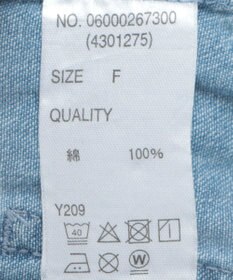 NO. 06000267300
(4301275)
SIZE F
QUALITY
綿 100%
Y209
40
W